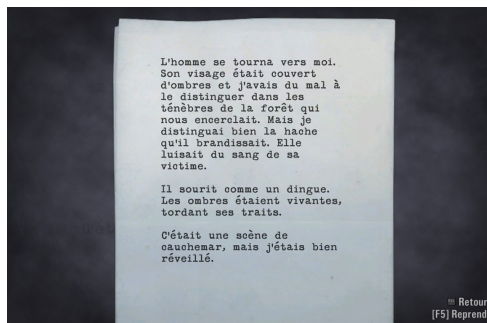 L'homme se tourna vers moi.
Son visage était couvert
d'ombres et j'avais du mal à
le distinguer dans les
ténèbres de la forêt qui
nous encerclait. Mais je
distinguai bien la hache
qu'il brandissait. Elle
luisait du sang de sa
victime.
Il sourit comme un dingue.
Les ombres étaient vivantes,
tordant ses traits.
C'était une scène de
cauchemar, mais j'étais bien
réveillé.
Retour
[F5] Reprend